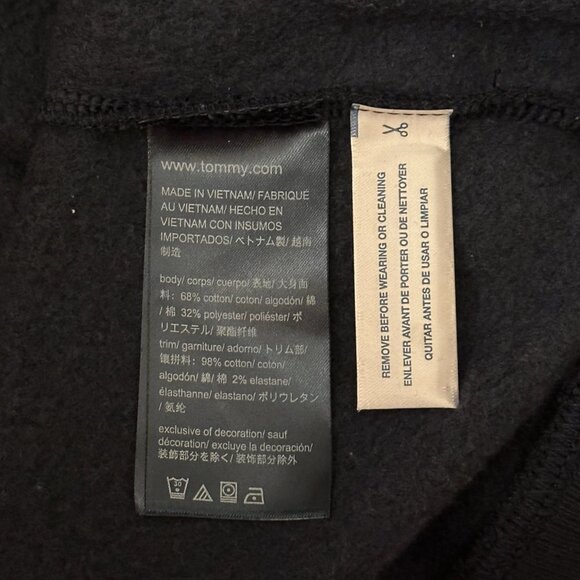 www.tommy.com
MADE IN VIETNAM/ FABRIQUÉ
AU VIETNAM/ HECHO EN
VIETNAM CON INSUMOS
IMPORTADOS/ ベトナム製/ 越南
制造
body/ corps/ cuerpo/ 表地/ 大身面
料: 68% cotton/ coton/ algodón/ 綿
/ 棉 32% polyester/ poliéster/ ポ
リエステル/ 聚酯纤维
trim/ garniture/ adorno/ トリム部/
镶拼料: 98% cotton/ coton/
algodón/ 綿/ 棉 2% elastane/
élasthanne/ elastano/ ポリウレタン
/ 氨纶
exclusive of decoration/ sauf
décoration/ excluye la decoración/
装飾部分を除く/ 装饰部分除外
30
REMOVE BEFORE WEARING OR CLEANING
ENLEVER AVANT DE PORTER OU DE NETTOYER
QUITAR ANTES DE USAR O LIMPIAR